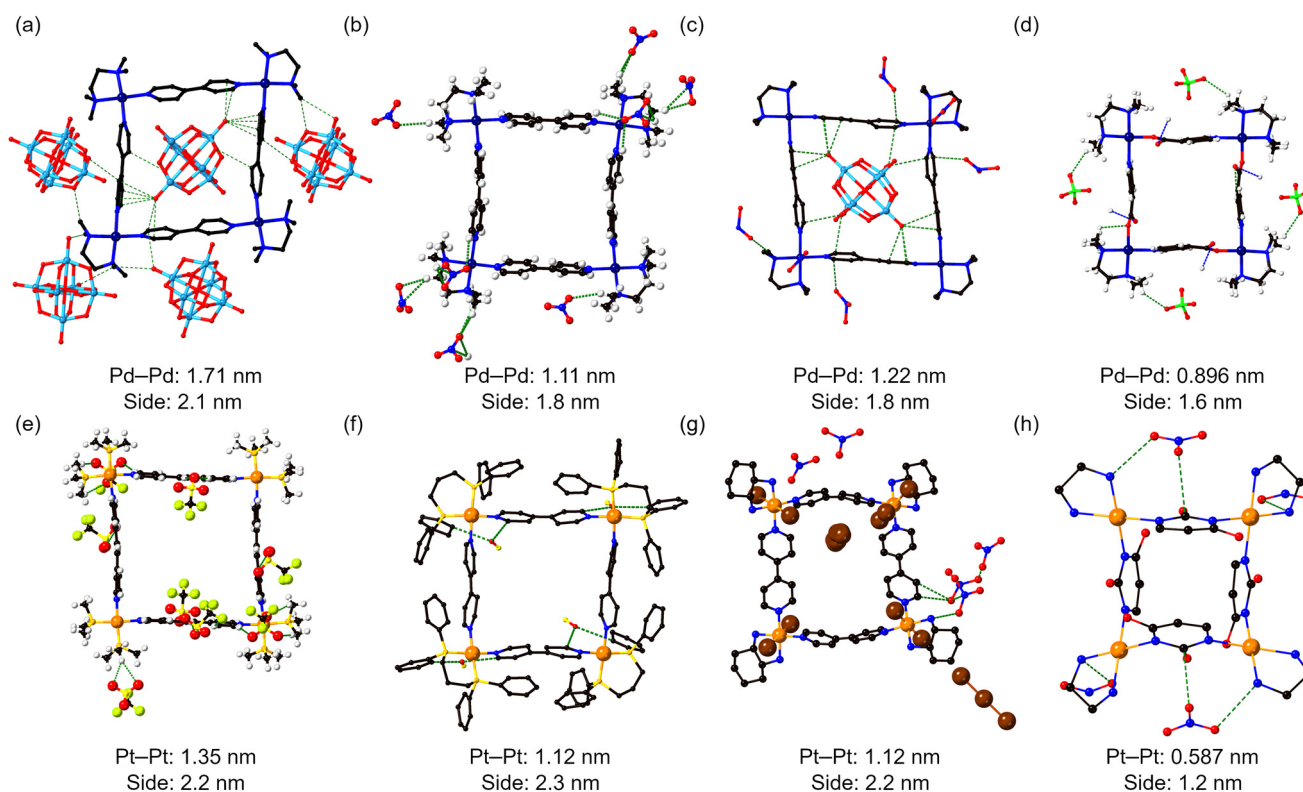 (a)
(b)
(c)
(d)
Pd–Pd: 1.71 nm
Side: 2.1 nm
Pd–Pd: 1.11 nm
Side: 1.8 nm
Pd–Pd: 1.22 nm
Side: 1.8 nm
Pd–Pd: 0.896 nm
Side: 1.6 nm
(e)
(f)
(g)
(h)
Pt–Pt: 1.35 nm
Side: 2.2 nm
Pt–Pt: 1.12 nm
Side: 2.3 nm
Pt–Pt: 1.12 nm
Side: 2.2 nm
Pt–Pt: 0.587 nm
Side: 1.2 nm